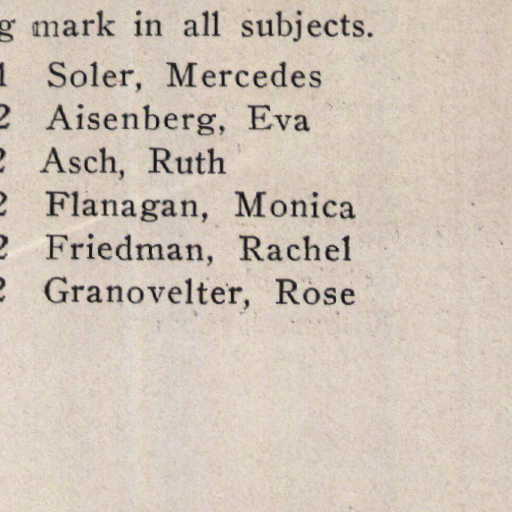 g mark in all subjects.
1 Soler, Mercedes
2 Aisenberg, Eva
2 Asch, Ruth
2 Flanagan, Monica
2 Friedman, Rachel
2 Granovelter, Rose